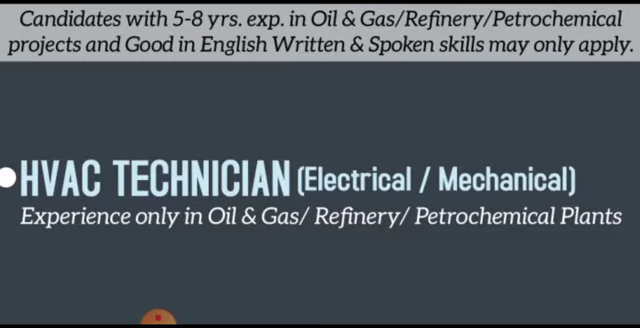 Candidates with 5-8 yrs. exp. in Oil & Gas/Refinery/Petrochemical
projects and Good in English Written & Spoken skills may only apply.
HVAC TECHNICIAN (Electrical / Mechanical)
Experience only in Oil & Gas/ Refinery/ Petrochemical Plants